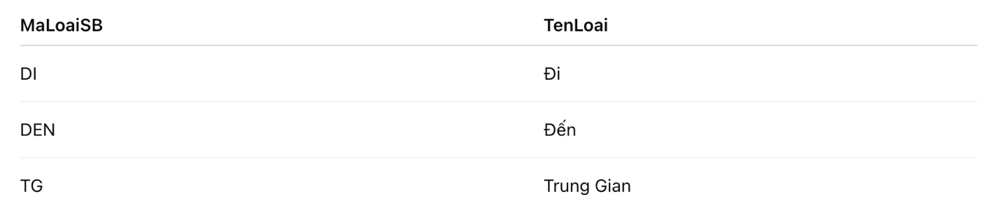 MaLoaiSB TenLoai
DI Đi
DEN Đến
TG Trung Gian